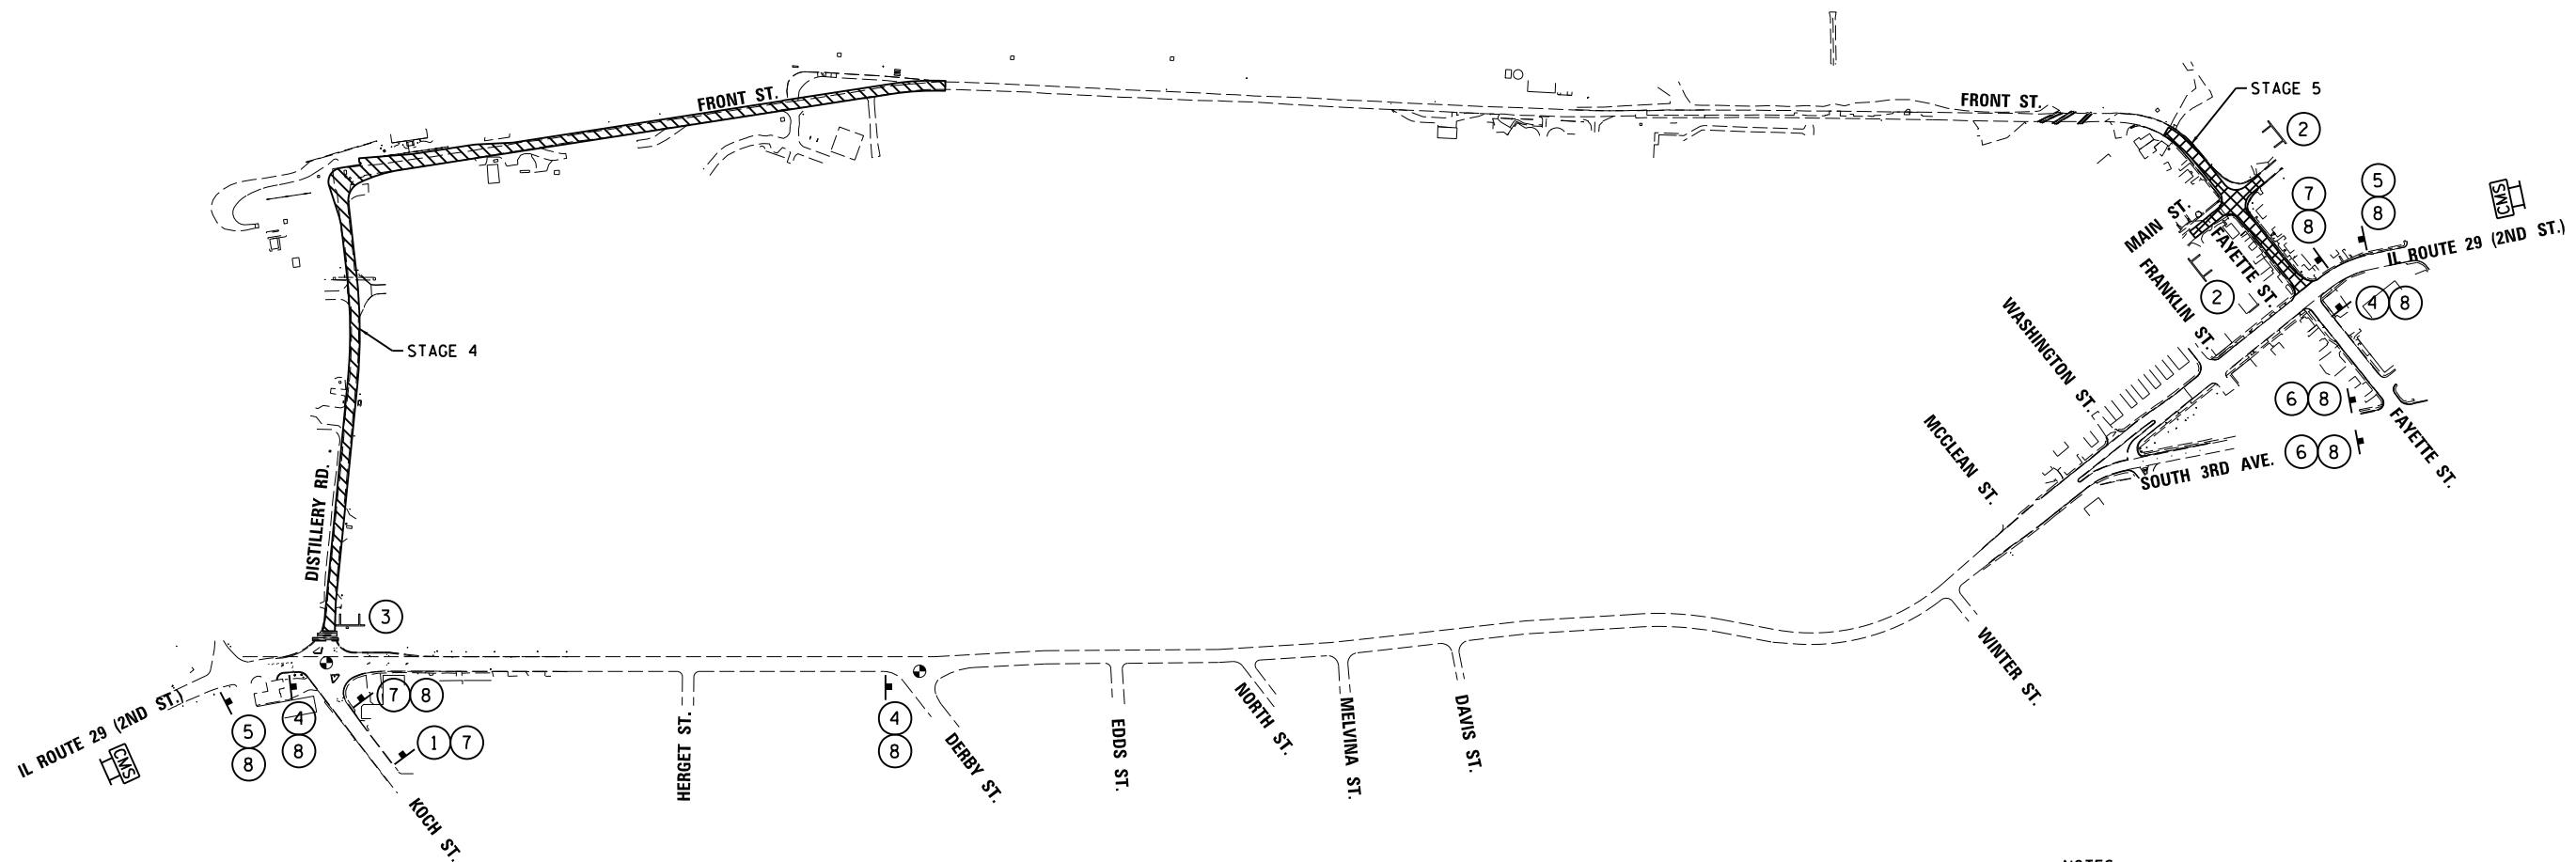 FRONT ST.
FRONT ST.
STAGE 5
2
7
8
5
8
CMS
IL ROUTE 29 (2ND ST.)
MAIN ST.
FAYETTE ST.
FRANKLIN ST.
2
4 8
WASHINGTON ST.
STAGE 4
6 8
FAYETTE ST.
MCCLEAN ST.
SOUTH 3RD AVE.
6 8
DISTILLERY RD.
3
WINTER ST.
IL ROUTE 29 (2ND ST.)
CMS
5
8
4
8
7 8
1 7
KOCH ST.
HERGET ST.
4
8
DERBY ST.
EDDS ST.
NORTH ST.
MELVINA ST.
DAVIS ST.